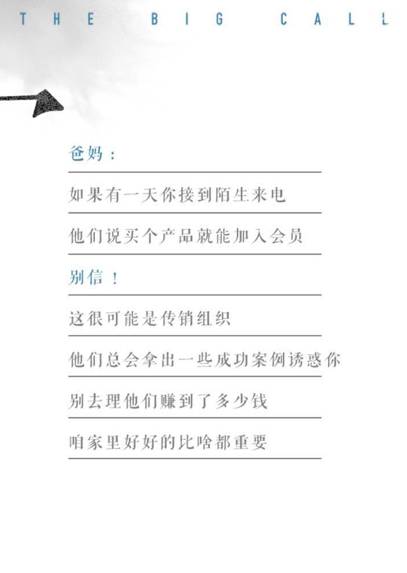 THE BIG CALL
爸妈：
如果有一天你接到陌生来电
他们说买个产品就能加入会员
别信！
这很可能是传销组织
他们总会拿出一些成功案例诱惑你
别去理他们赚到了多少钱
咱家里好好的比啥都重要